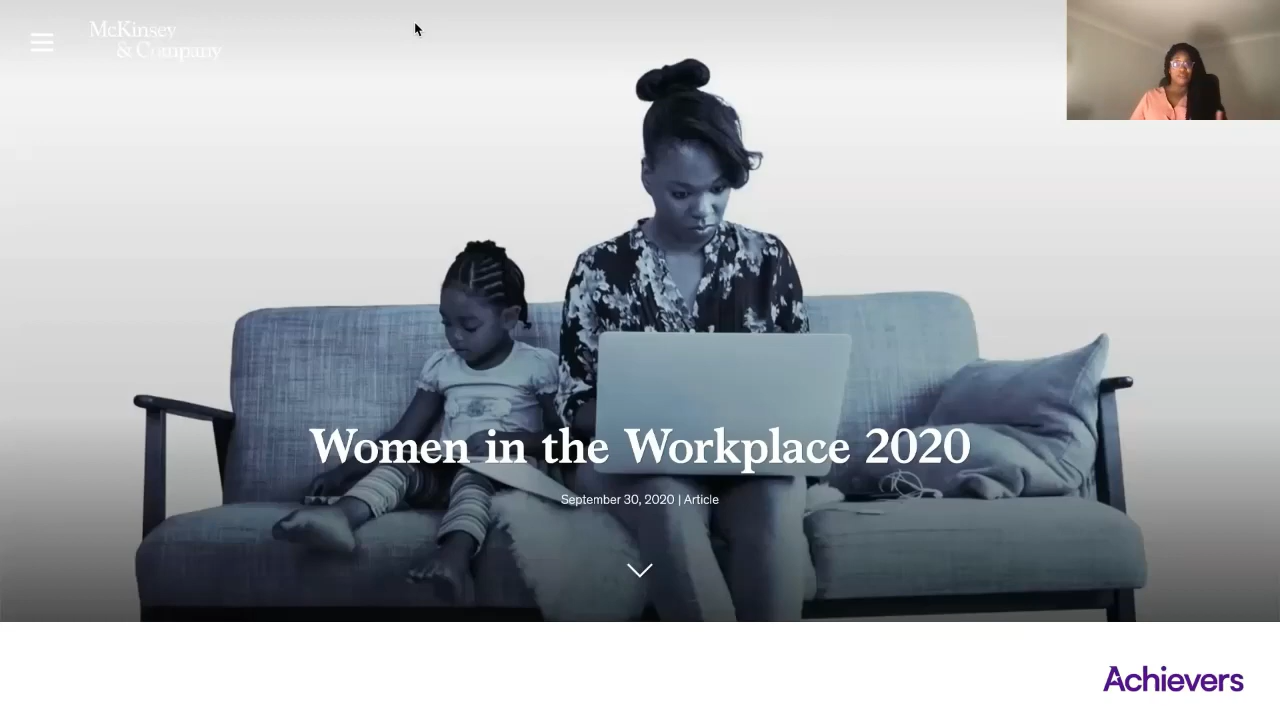 McKinsey
& Company
Women in the Workplace 2020
September 30, 2020 | Article
Achievers